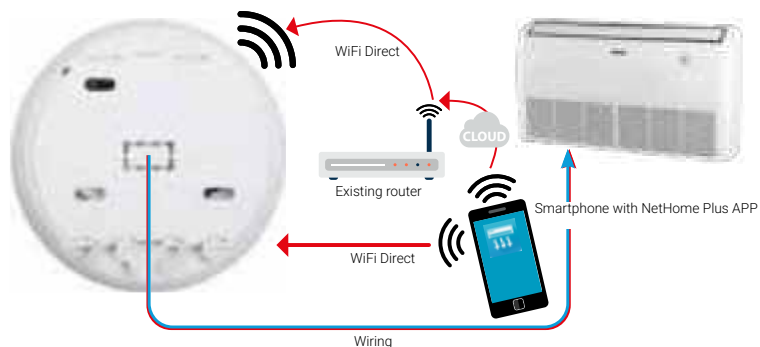 WiFi Direct
CLOUD
Existing router
Smartphone with NetHome Plus APP
WiFi Direct
Wiring